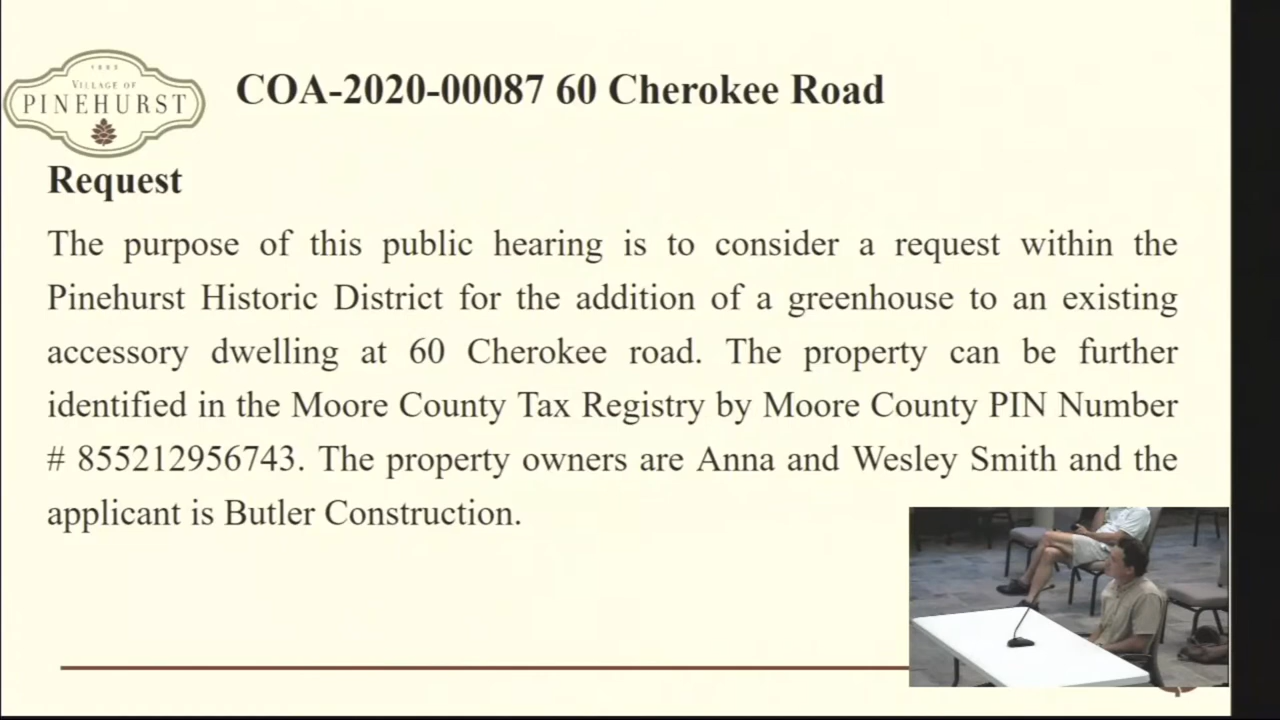 1895
VILLAGE OF
PINEHURST
COA-2020-00087 60 Cherokee Road
Request
The purpose of this public hearing is to consider a request within the
Pinehurst Historic District for the addition of a greenhouse to an existing
accessory dwelling at 60 Cherokee road. The property can be further
identified in the Moore County Tax Registry by Moore County PIN Number
# 855212956743. The property owners are Anna and Wesley Smith and the
applicant is Butler Construction.